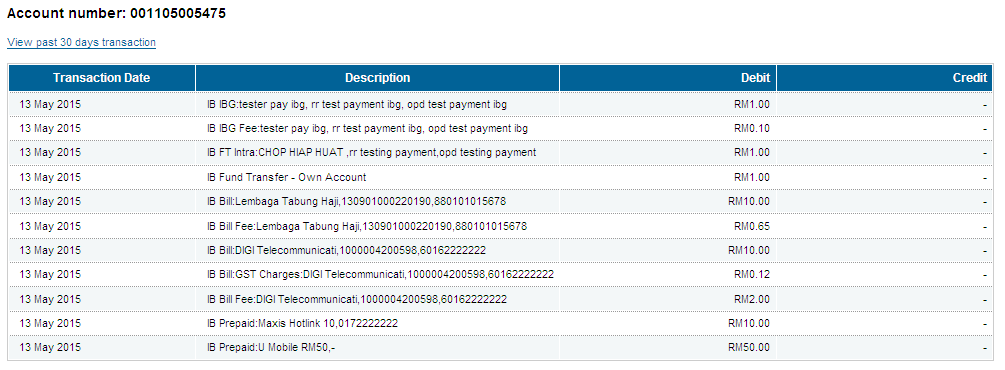 Account number: 001105005475
View past 30 days transaction
Transaction Date Description Debit Credit
13 May 2015 IB IBG:tester pay ibg, rr test payment ibg, opd test payment ibg RM1.00 -
13 May 2015 IB IBG Fee:tester pay ibg, rr test payment ibg, opd test payment ibg RM0.10 -
13 May 2015 IB FT Intra:CHOP HIAP HUAT ,rr testing payment,opd testing payment RM1.00 -
13 May 2015 IB Fund Transfer - Own Account RM1.00 -
13 May 2015 IB Bill:Lembaga Tabung Haji,130901000220190,880101015678 RM10.00 -
13 May 2015 IB Bill Fee:Lembaga Tabung Haji,130901000220190,880101015678 RM0.65 -
13 May 2015 IB Bill:DIGI Telecommunicati,1000004200598,60162222222 RM10.00 -
13 May 2015 IB Bill:GST Charges:DIGI Telecommunicati,1000004200598,60162222222 RM0.12 -
13 May 2015 IB Bill Fee:DIGI Telecommunicati,1000004200598,60162222222 RM2.00 -
13 May 2015 IB Prepaid:Maxis Hotlink 10,0172222222 RM10.00 -
13 May 2015 IB Prepaid:U Mobile RM50,- RM50.00 -